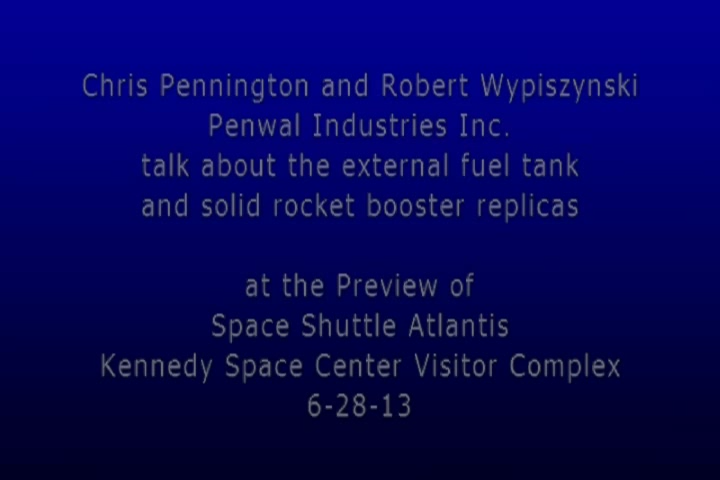 Chris Pennington and Robert Wypiszynski
Penwal Industries Inc.
talk about the external fuel tank
and solid rocket booster replicas
at the Preview of
Space Shuttle Atlantis
Kennedy Space Center Visitor Complex
6-28-13